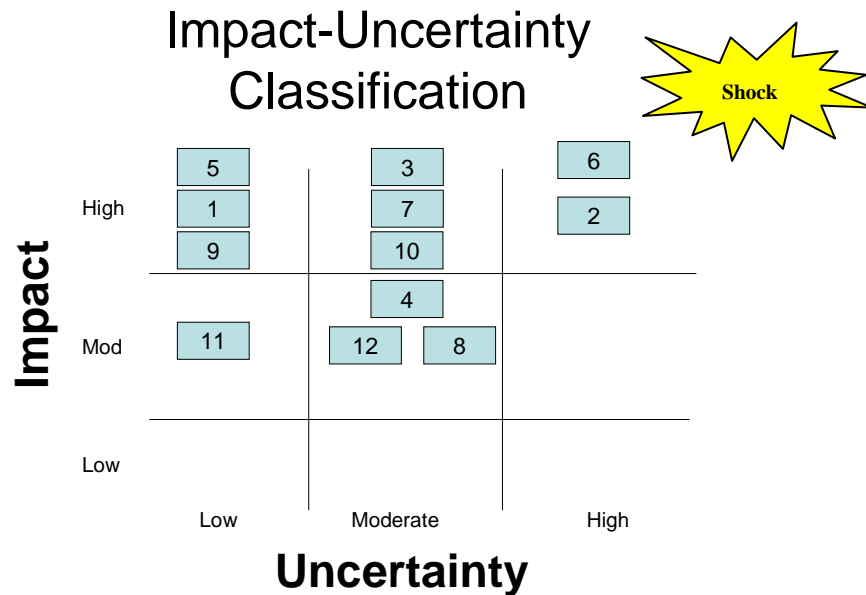 Impact-Uncertainty
Classification
Shock
5
3
6
High
1
7
2
9
10
Impact
4
Mod
11
12
8
Low
Low
Moderate
High
Uncertainty